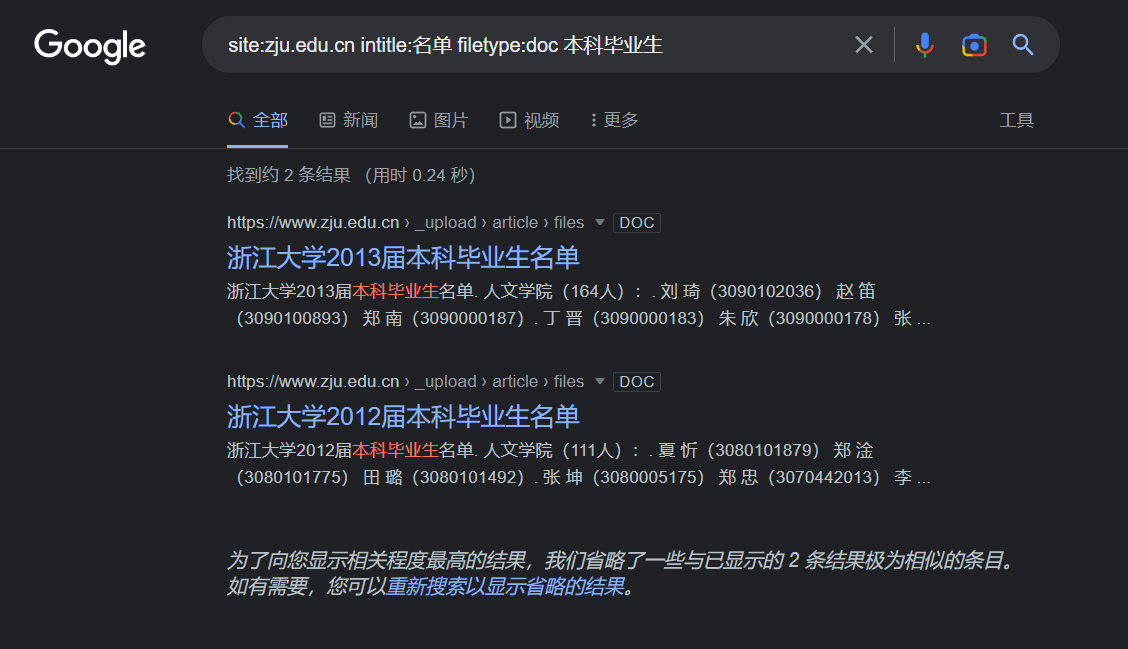 Google
site:zju.edu.cn intitle:名单 filetype:doc 本科毕业生
全部 新闻 图片 视频 更多 工具
找到约 2 条结果 （用时 0.24 秒）
https://www.zju.edu.cn › _upload › article › files DOC
浙江大学2013届本科毕业生名单
浙江大学2013届本科毕业生名单. 人文学院（164人）：. 刘 琦（3090102036） 赵 笛
（3090100893） 郑 南（3090000187）. 丁 晋（3090000183） 朱 欣（3090000178） 张 ...
https://www.zju.edu.cn › _upload › article › files DOC
浙江大学2012届本科毕业生名单
浙江大学2012届本科毕业生名单. 人文学院（111人）：. 夏 忻（3080101879） 郑 淦
（3080101775） 田 璐（3080101492）. 张 坤（3080005175） 郑 忠（3070442013） 李 ...
为了向您显示相关程度最高的结果，我们省略了一些与已显示的 2 条结果极为相似的条目。
如有需要，您可以重新搜索以显示省略的结果。